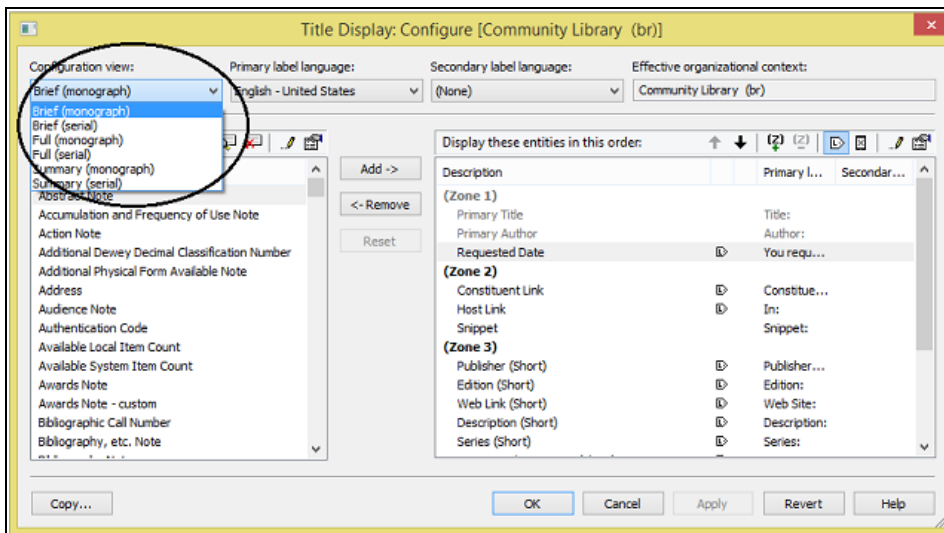 Title Display: Configure [Community Library (br)]
Configuration view:
Primary label language:
Secondary label language:
Effective organizational context:
Brief (monograph)
English - United States
(None)
Community Library (br)
Brief (monograph)
Brief (serial)
Full (monograph)
Full (serial)
Summary (monograph)
Summary (serial)
Abstract Note
Accumulation and Frequency of Use Note
Action Note
Additional Dewey Decimal Classification Number
Additional Physical Form Available Note
Address
Audience Note
Authentication Code
Available Local Item Count
Available System Item Count
Awards Note
Awards Note - custom
Bibliographic Call Number
Bibliography, etc. Note
Add ->
<- Remove
Reset
Display these entities in this order:
Description Primary l... Secondar...
(Zone 1)
Primary Title Title:
Primary Author Author:
Requested Date You requ...
(Zone 2)
Constituent Link Constitue...
Host Link In:
Snippet Snippet:
(Zone 3)
Publisher (Short) Publisher...
Edition (Short) Edition:
Web Link (Short) Web Site:
Description (Short) Description:
Series (Short) Series:
Copy...
OK
Cancel
Apply
Revert
Help